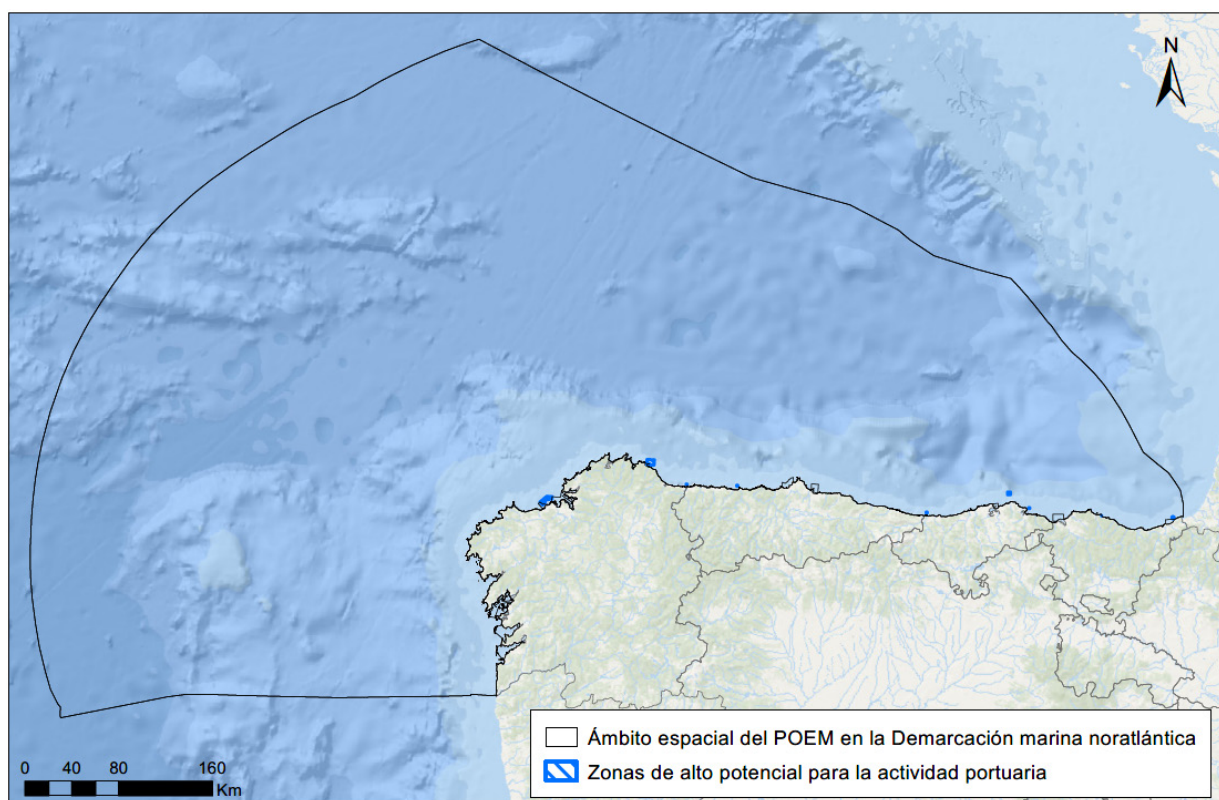 N
Ámbito espacial del POEM en la Demarcación marina noratlántica
Zonas de alto potencial para la actividad portuaria
0 40 80 160
Km